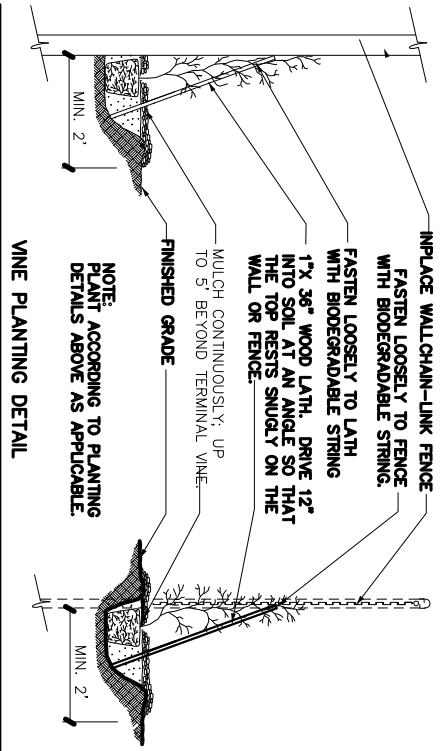 INPLACE WALLCHAIN-LINK FENCE
FASTEN LOOSELY TO FENCE
WITH BIODEGRADABLE STRING.
FASTEN LOOSELY TO LATH
WITH BIODEGRADABLE STRING
1"X 36" WOOD LATH. DRIVE 12"
INTO SOIL AT AN ANGLE SO THAT
THE TOP RESTS SNUGLY ON THE
WALL OR FENCE.
MULCH CONTINUOUSLY; UP
TO 5' BEYOND TERMINAL VINE.
FINISHED GRADE
MIN. 2'
MIN. 2'
NOTE:
PLANT ACCORDING TO PLANTING
DETAILS ABOVE AS APPLICABLE.
VINE PLANTING DETAIL